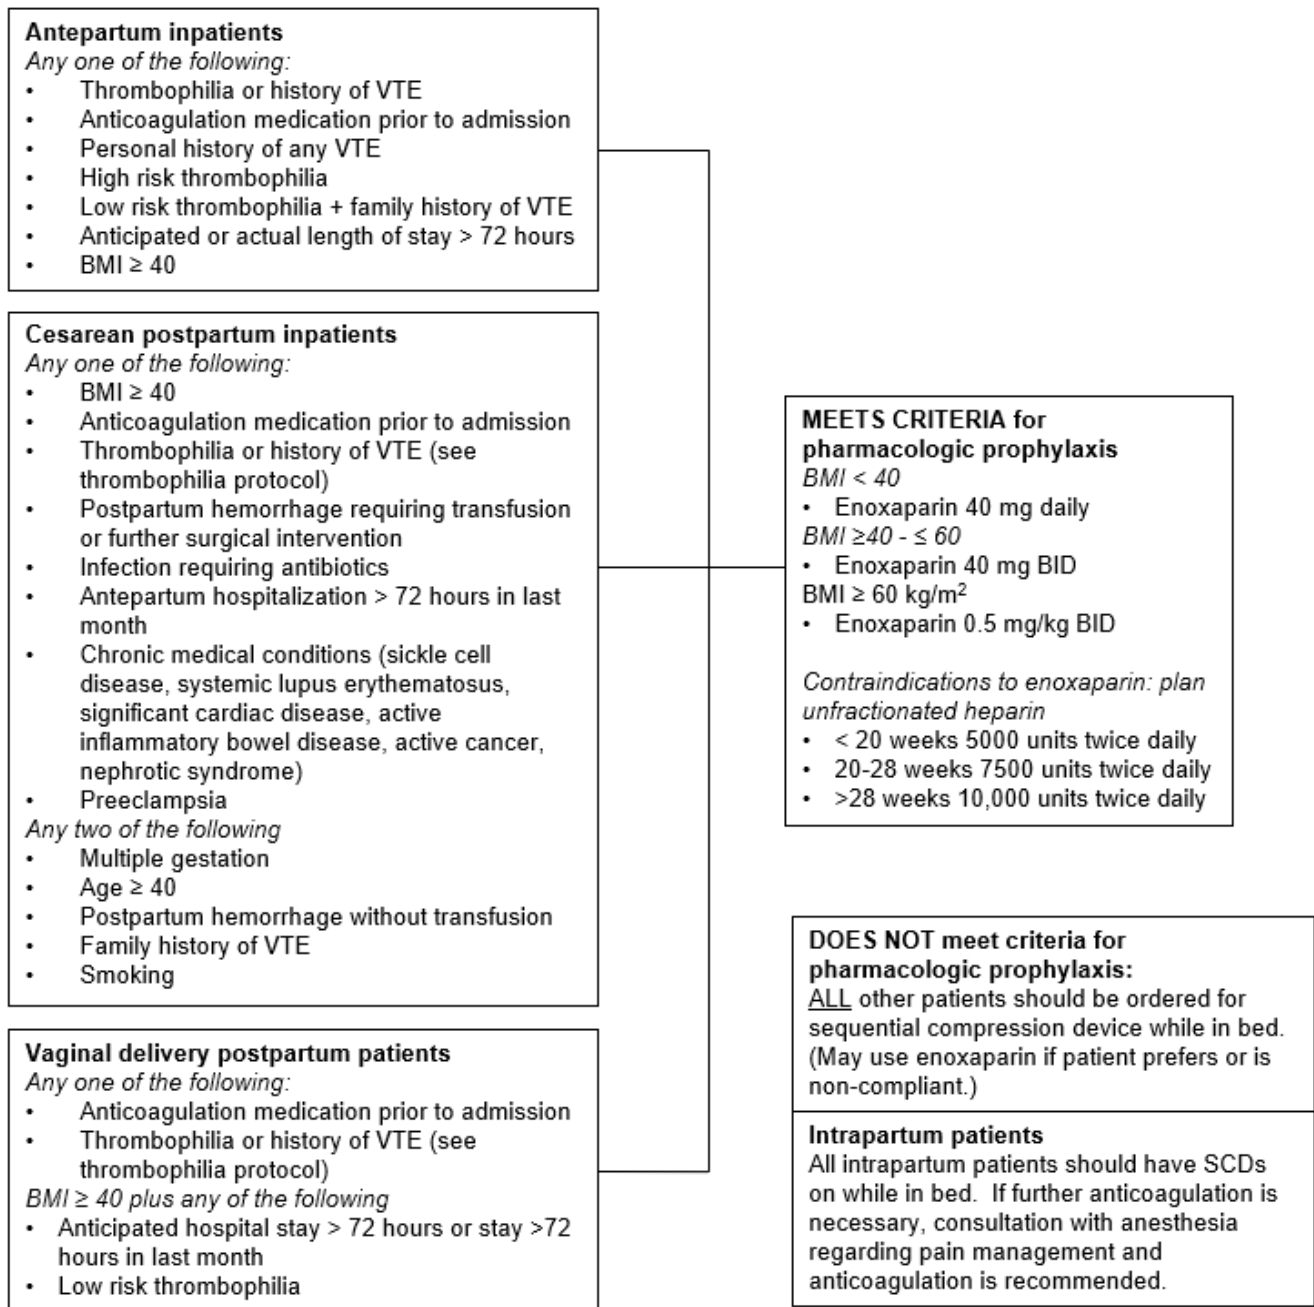 Antepartum inpatients
Any one of the following:
• Thrombophilia or history of VTE
• Anticoagulation medication prior to admission
• Personal history of any VTE
• High risk thrombophilia
• Low risk thrombophilia + family history of VTE
• Anticipated or actual length of stay > 72 hours
• BMI ≥ 40
Cesarean postpartum inpatients
Any one of the following:
• BMI ≥ 40
• Anticoagulation medication prior to admission
• Thrombophilia or history of VTE (see
thrombophilia protocol)
• Postpartum hemorrhage requiring transfusion
or further surgical intervention
• Infection requiring antibiotics
• Antepartum hospitalization > 72 hours in last
month
• Chronic medical conditions (sickle cell
disease, systemic lupus erythematosus,
significant cardiac disease, active
inflammatory bowel disease, active cancer,
nephrotic syndrome)
• Preeclampsia
Any two of the following
• Multiple gestation
• Age ≥ 40
• Postpartum hemorrhage without transfusion
• Family history of VTE
• Smoking
Vaginal delivery postpartum patients
Any one of the following:
• Anticoagulation medication prior to admission
• Thrombophilia or history of VTE (see
thrombophilia protocol)
BMI ≥ 40 plus any of the following
• Anticipated hospital stay > 72 hours or stay >72
hours in last month
• Low risk thrombophilia
MEETS CRITERIA for
pharmacologic prophylaxis
BMI < 40
• Enoxaparin 40 mg daily
BMI ≥40 - ≤ 60
• Enoxaparin 40 mg BID
BMI ≥ 60 kg/m²
• Enoxaparin 0.5 mg/kg BID
Contraindications to enoxaparin: plan
unfractionated heparin
• < 20 weeks 5000 units twice daily
• 20-28 weeks 7500 units twice daily
• >28 weeks 10,000 units twice daily
DOES NOT meet criteria for
pharmacologic prophylaxis:
ALL other patients should be ordered for
sequential compression device while in bed.
(May use enoxaparin if patient prefers or is
non-compliant.)
Intrapartum patients
All intrapartum patients should have SCDs
on while in bed. If further anticoagulation is
necessary, consultation with anesthesia
regarding pain management and
anticoagulation is recommended.